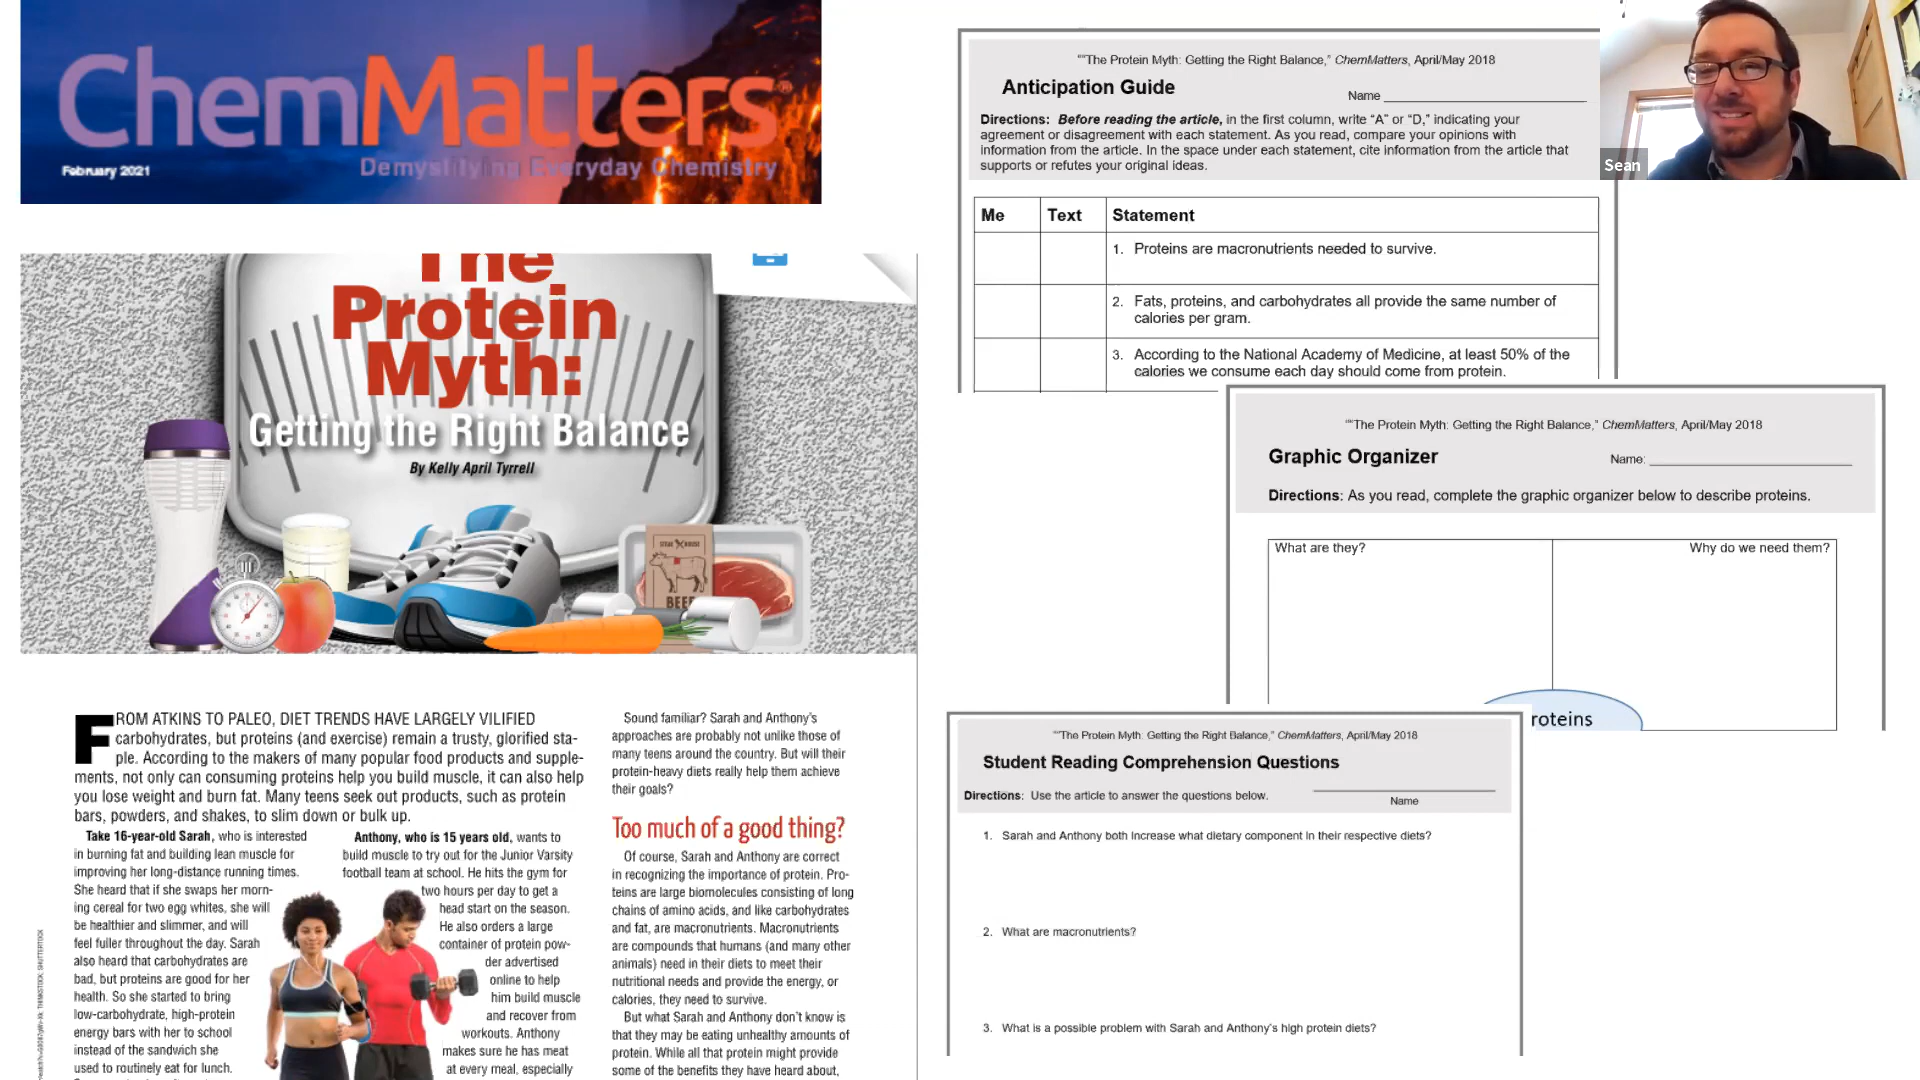 ChemMatters®
February 2021
Demystifying Everyday Chemistry
The
Protein
Myth:
Getting the Right Balance
By Kelly April Tyrrell
STEAK HOUSE
BEEF
FROM ATKINS TO PALEO, DIET TRENDS HAVE LARGELY VILIFIED
carbohydrates, but proteins (and exercise) remain a trusty, glorified sta-
ple. According to the makers of many popular food products and supple-
ments, not only can consuming proteins help you build muscle, it can also help
you lose weight and burn fat. Many teens seek out products, such as protein
bars, powders, and shakes, to slim down or bulk up.
Take 16-year-old Sarah, who is interested
in burning fat and building lean muscle for
improving her long-distance running times.
She heard that if she swaps her morn-
ing cereal for two egg whites, she will
be healthier and slimmer, and will
feel fuller throughout the day. Sarah
also heard that carbohydrates are
bad, but proteins are good for her
health. So she started to bring
low-carbohydrate, high-protein
energy bars with her to school
instead of the sandwich she
used to routinely eat for lunch.
Anthony, who is 15 years old, wants to
build muscle to try out for the Junior Varsity
football team at school. He hits the gym for
two hours per day to get a
head start on the season.
He also orders a large
container of protein pow-
der advertised
online to help
him build muscle
and recover from
workouts. Anthony
makes sure he has meat
at every meal, especially
Sound familiar? Sarah and Anthony's
approaches are probably not unlike those of
many teens around the country. But will their
protein-heavy diets really help them achieve
their goals?
Too much of a good thing?
Of course, Sarah and Anthony are correct
in recognizing the importance of protein. Pro-
teins are large biomolecules consisting of long
chains of amino acids, and like carbohydrates
and fat, are macronutrients. Macronutrients
are compounds that humans (and many other
animals) need in their diets to meet their
nutritional needs and provide the energy, or
calories, they need to survive.
But what Sarah and Anthony don't know is
that they may be eating unhealthy amounts of
protein. While all that protein might provide
some of the benefits they have heard about,
THINKSTOCK; SHUTTERSTOCK
""The Protein Myth: Getting the Right Balance," ChemMatters, April/May 2018
Anticipation Guide
Name
Directions: Before reading the article, in the first column, write “A” or “D,” indicating your
agreement or disagreement with each statement. As you read, compare your opinions with
information from the article. In the space under each statement, cite information from the article that
supports or refutes your original ideas.
Me Text Statement
1. Proteins are macronutrients needed to survive.
2. Fats, proteins, and carbohydrates all provide the same number of
calories per gram.
3. According to the National Academy of Medicine, at least 50% of the
calories we consume each day should come from protein.
Sean
""The Protein Myth: Getting the Right Balance," ChemMatters, April/May 2018
Graphic Organizer
Name:
Directions: As you read, complete the graphic organizer below to describe proteins.
What are they? Why do we need them?
roteins
""The Protein Myth: Getting the Right Balance," ChemMatters, April/May 2018
Student Reading Comprehension Questions
Directions: Use the article to answer the questions below.
Name
1. Sarah and Anthony both increase what dietary component in their respective diets?
2. What are macronutrients?
3. What is a possible problem with Sarah and Anthony's high protein diets?